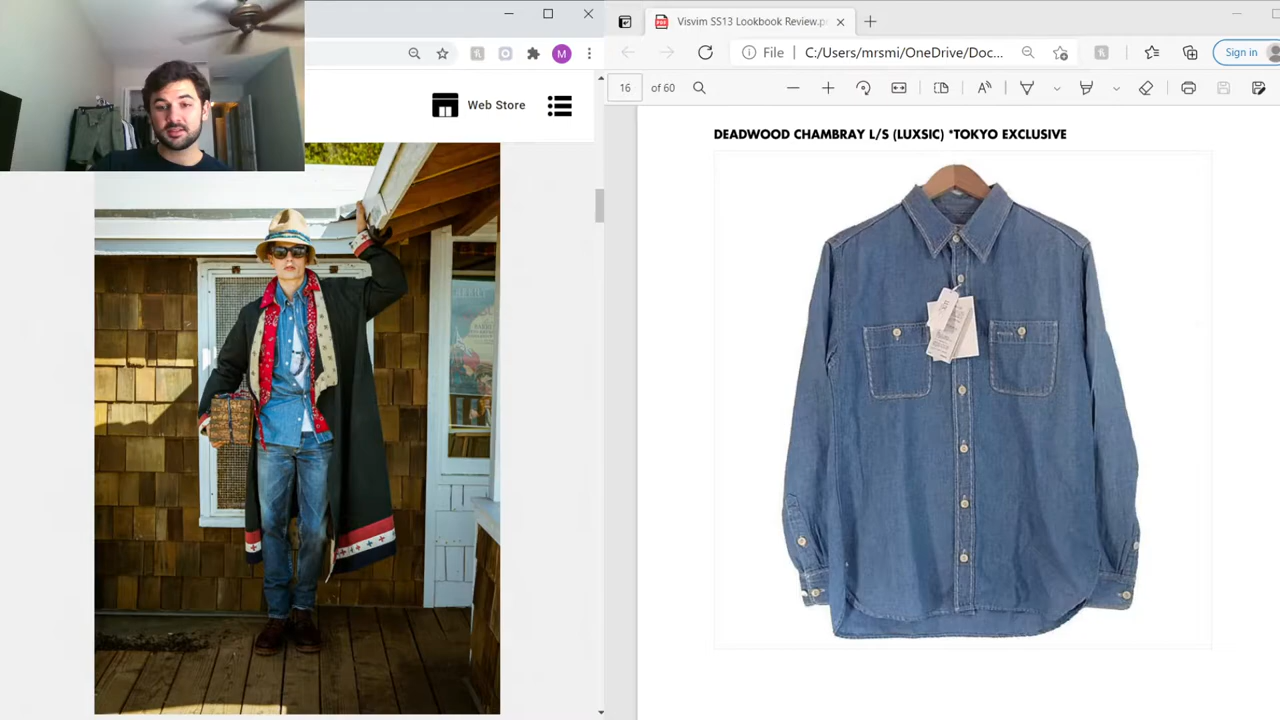 Visvim SS13 Lookbook Review.p
M
File
C:/Users/mrsmi/OneDrive/Doc...
Sign in
Web Store
16
of 60
DEADWOOD CHAMBRAY L/S (LUXSIC) *TOKYO EXCLUSIVE